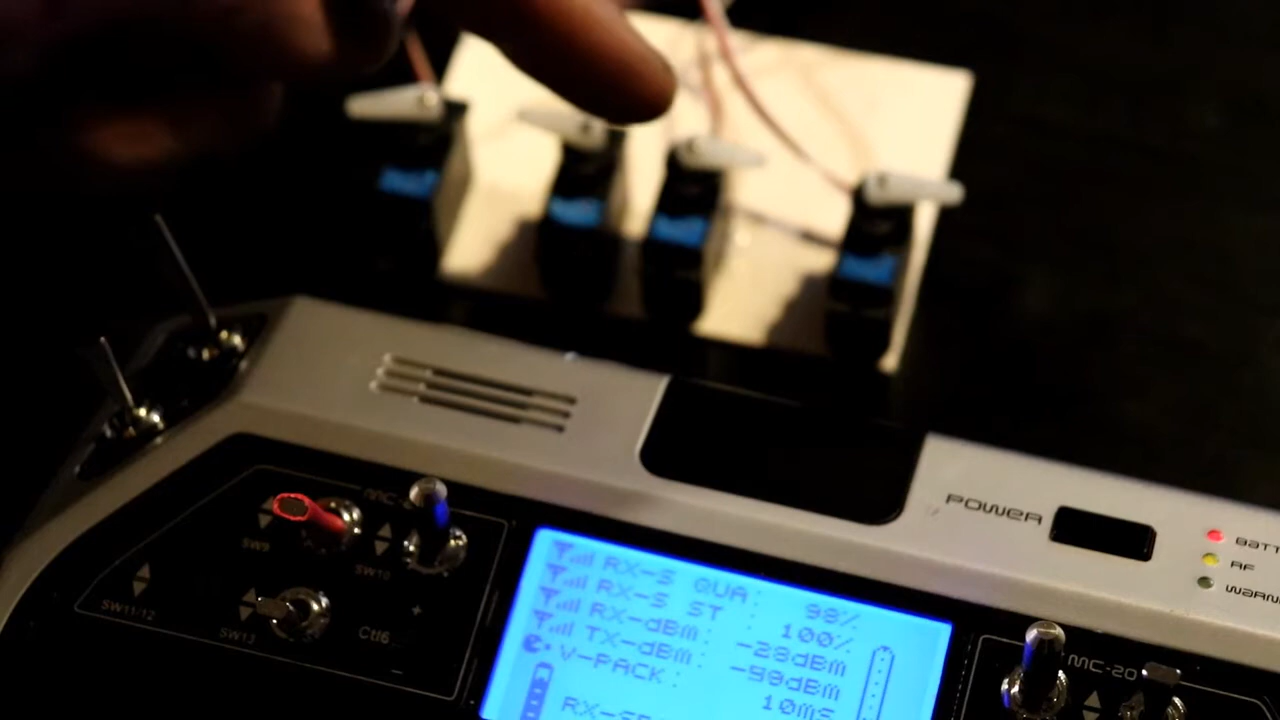 POWER
BATT
RF
WARN
MC-
SW9
SW10
SW11/12
SW13
Ctl6
MC-20
RX-S QUA: 98%
RX-S ST : 100%
RX-dBm: -28dBm
TX-dBm: -99dBm
V-PACK: 10ms